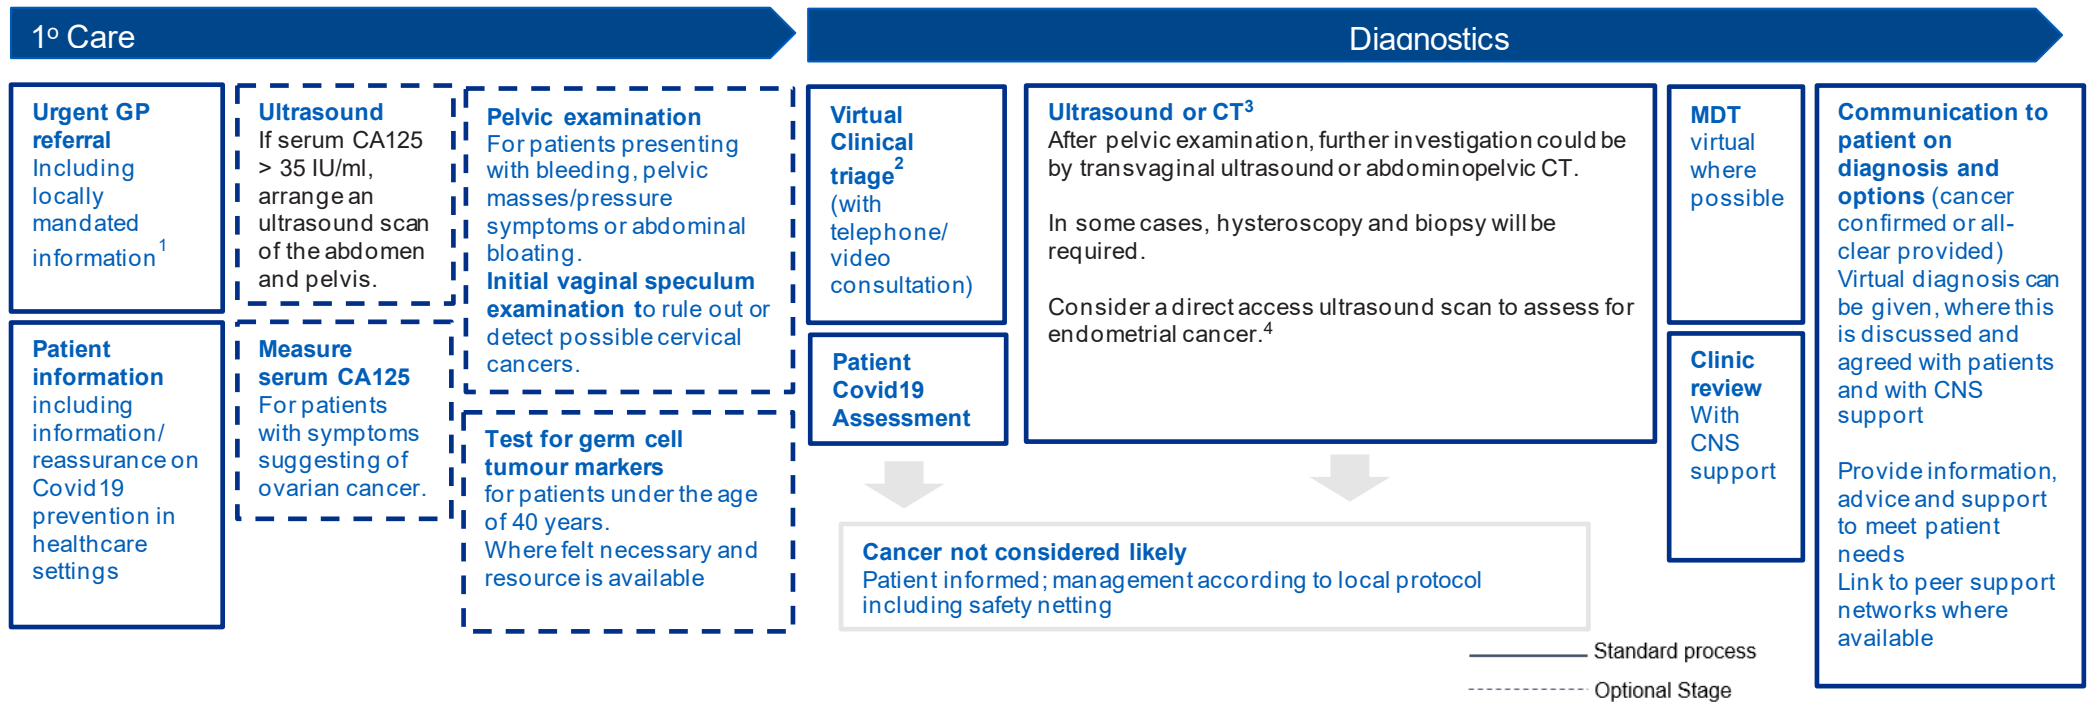 1º Care
Diagnostics
Urgent GP
referral
Including
locally
mandated
information1
Patient
information
including
information/
reassurance on
Covid19
prevention in
healthcare
settings
Ultrasound
If serum CA125
> 35 IU/ml,
arrange an
ultrasound scan
of the abdomen
and pelvis.
Measure
serum CA125
For patients
with symptoms
suggesting of
ovarian cancer.
Pelvic examination
For patients presenting
with bleeding, pelvic
masses/pressure
symptoms or abdominal
bloating.
Initial vaginal speculum
examination to rule out or
detect possible cervical
cancers.
Test for germ cell
tumour markers
for patients under the age
of 40 years.
Where felt necessary and
resource is available
Virtual
Clinical
triage2
(with
telephone/
video
consultation)
Patient
Covid19
Assessment
Ultrasound or CT3
After pelvic examination, further investigation could be
by transvaginal ultrasound or abdominopelvic CT.
In some cases, hysteroscopy and biopsy will be
required.
Consider a direct access ultrasound scan to assess for
endometrial cancer.4
Cancer not considered likely
Patient informed; management according to local protocol
including safety netting
MDT
virtual
where
possible
Clinic
review
With
CNS
support
Communication to
patient on
diagnosis and
options (cancer
confirmed or all-
clear provided)
Virtual diagnosis can
be given, where this
is discussed and
agreed with patients
and with CNS
support
Provide information,
advice and support
to meet patient
needs
Link to peer support
networks where
available
Standard process
Optional Stage